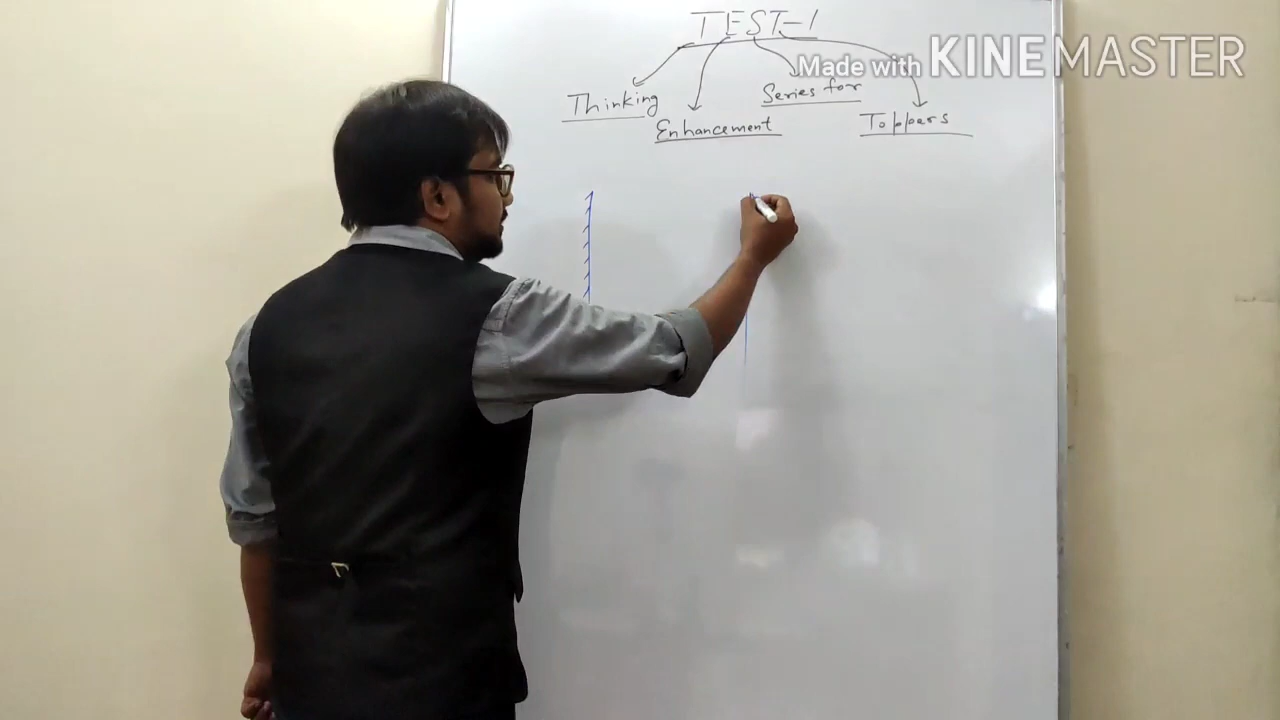 TEST-1
Made with KINEMASTER
Thinking
Series for
Enhancement
Toppers